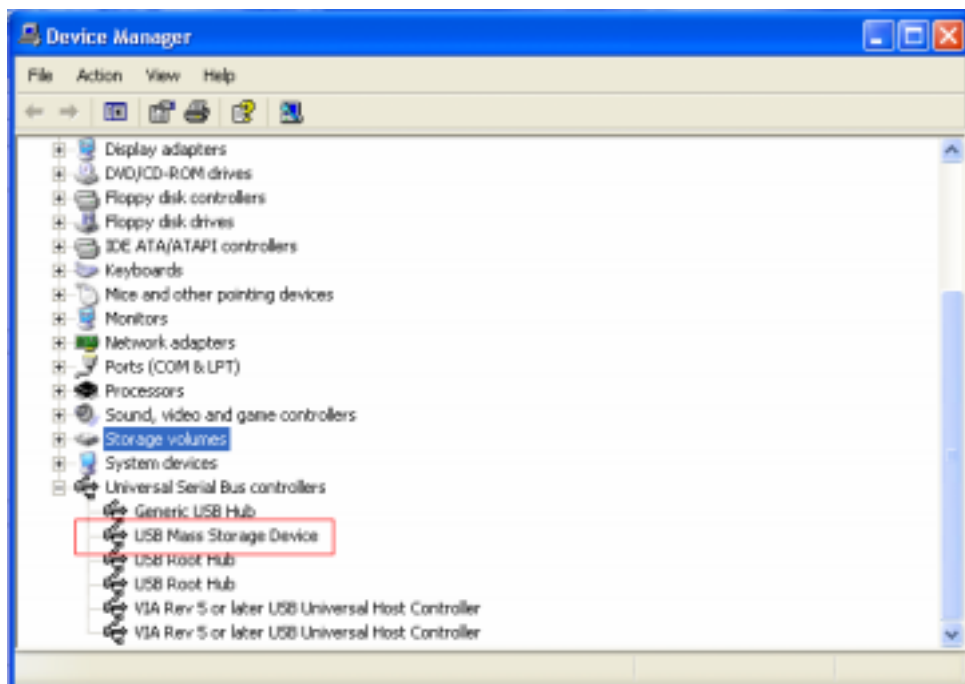 Device Manager
File Action View Help
Display adapters
DVD/CD-ROM drives
Floppy disk controllers
Floppy disk drives
IDE ATA/ATAPI controllers
Keyboards
Mice and other pointing devices
Monitors
Network adapters
Ports (COM & LPT)
Processors
Sound, video and game controllers
Storage volumes
System devices
Universal Serial Bus controllers
Generic USB Hub
USB Mass Storage Device
USB Root Hub
USB Root Hub
VIA Rev 5 or later USB Universal Host Controller
VIA Rev 5 or later USB Universal Host Controller